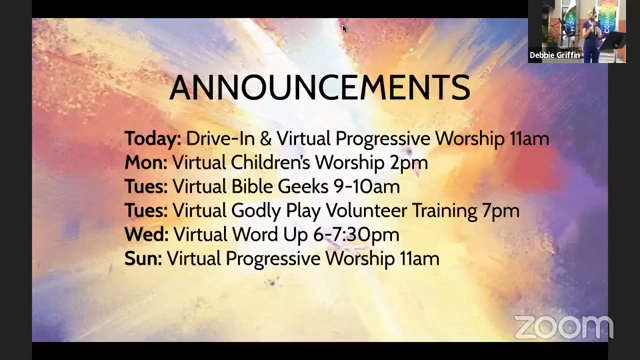 Debbie Griffin
ANNOUNCEMENTS
Today: Drive-In & Virtual Progressive Worship 11am
Mon: Virtual Children's Worship 2pm
Tues: Virtual Bible Geeks 9-10am
Tues: Virtual Godly Play Volunteer Training 7pm
Wed: Virtual Word Up 6-7:30pm
Sun: Virtual Progressive Worship 11am
zoom